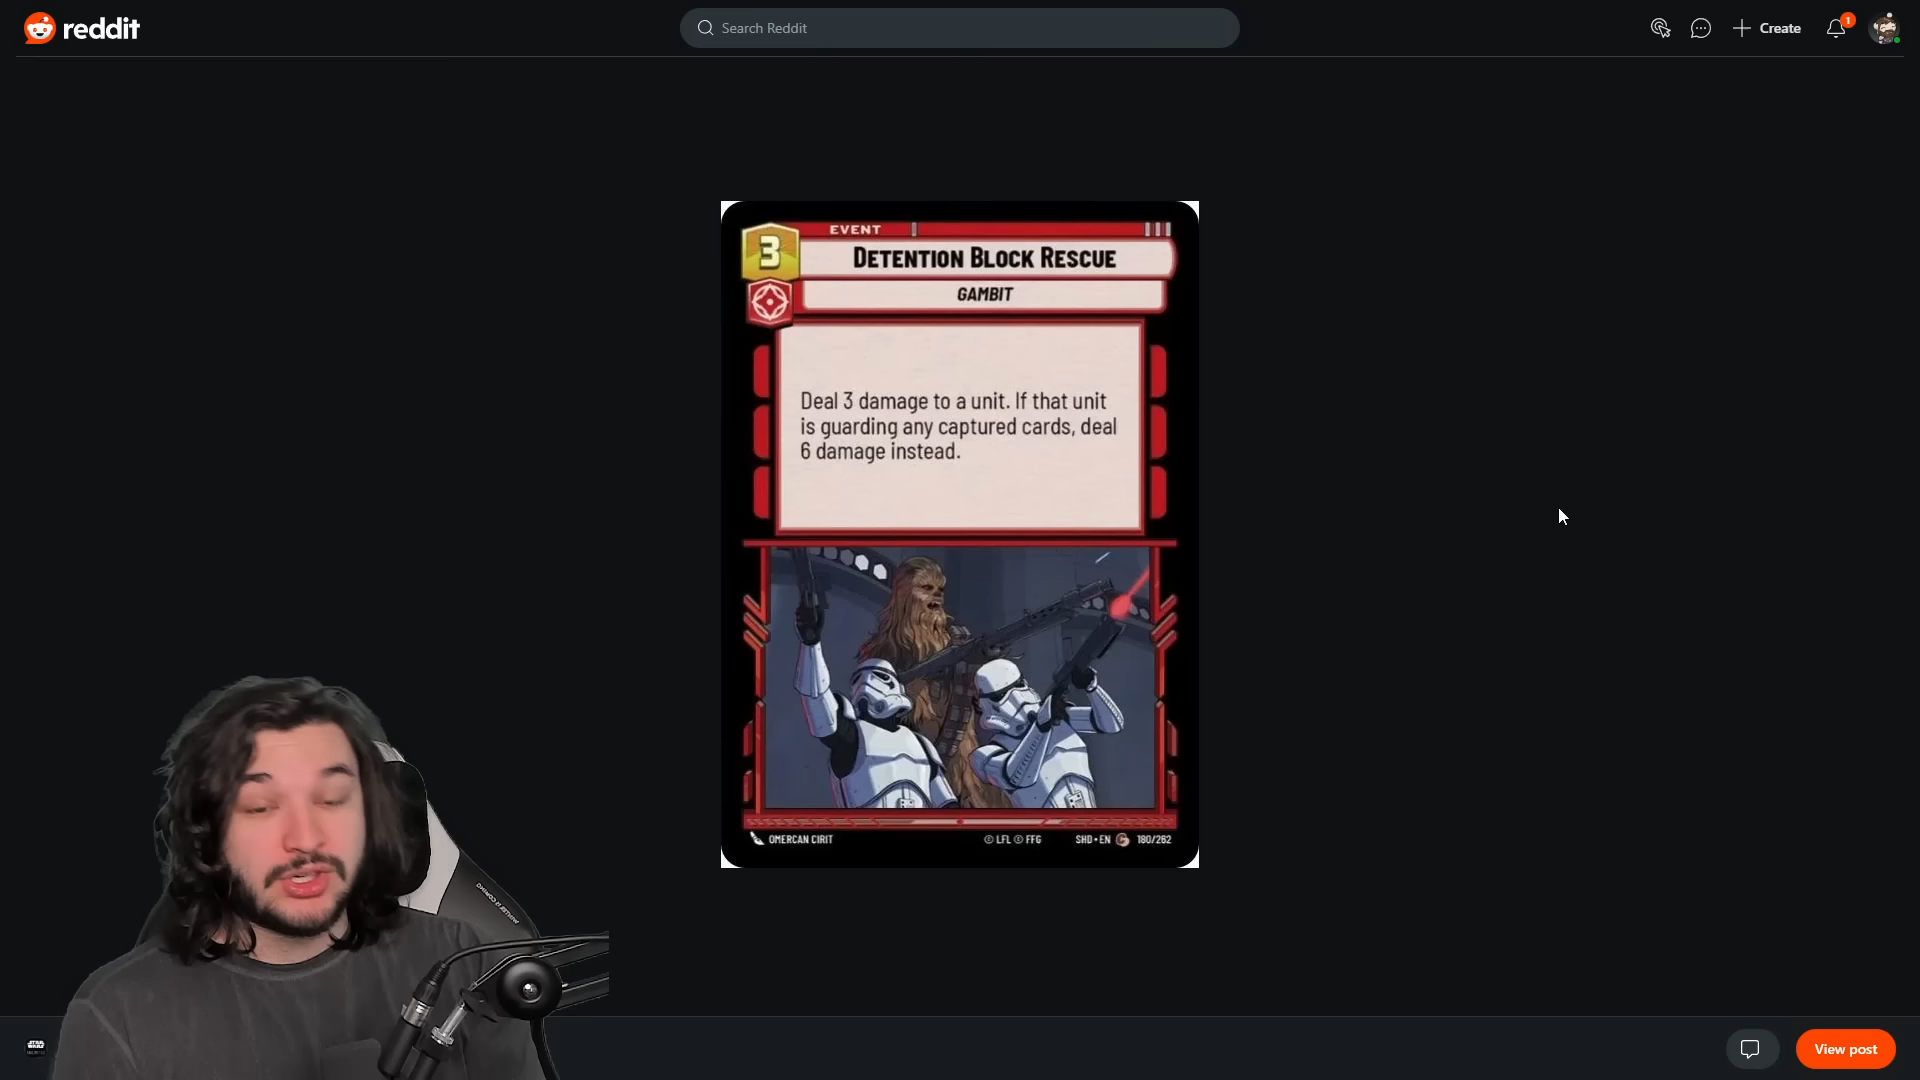 reddit
Search Reddit
Create
1
3
EVENT
DETENTION BLOCK RESCUE
GAMBIT
Deal 3 damage to a unit. If that unit
is guarding any captured cards, deal
6 damage instead.
OMERCAN CIRIT
© LFL Ⓢ FFG
SHD • EN
180/262
STAR WARS
View post